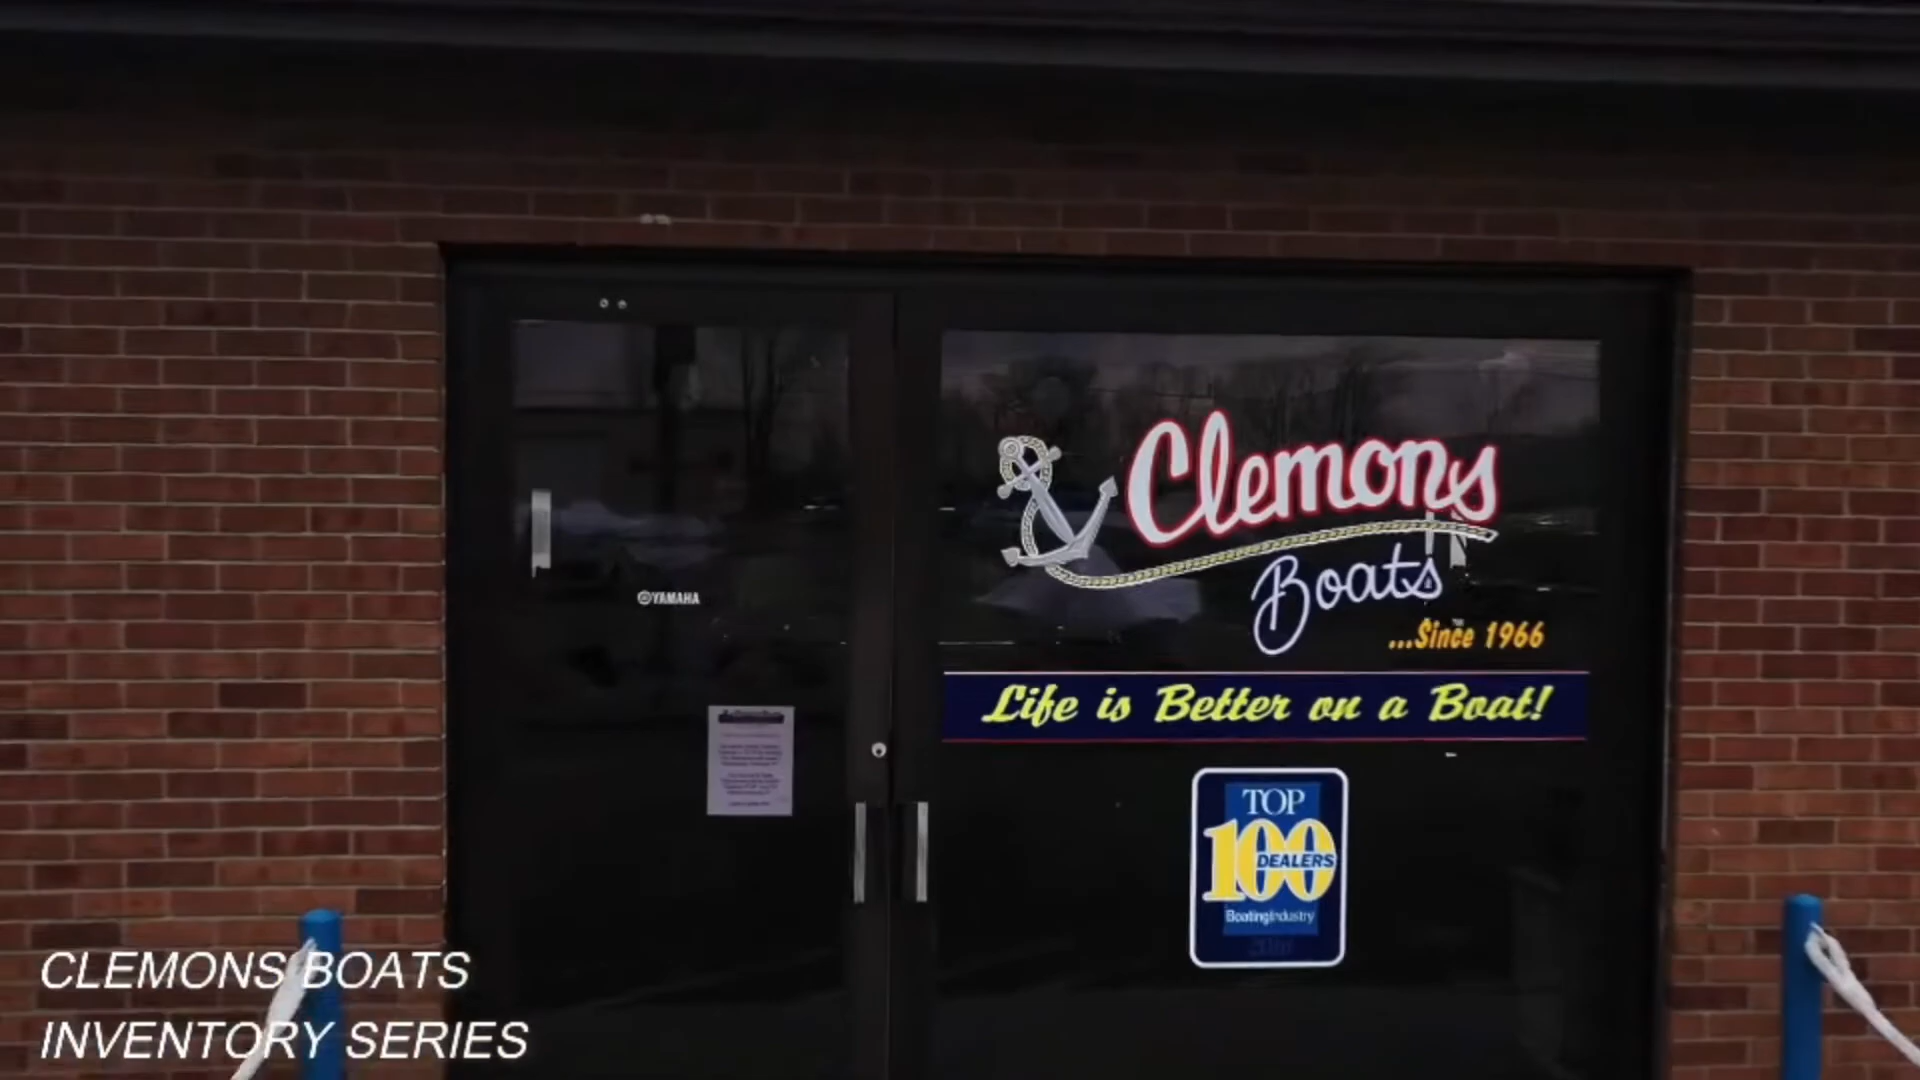 Clemons
Boats
...Since 1966
YAMAHA
Life is Better on a Boat!
TOP
100
DEALERS
BoatingIndustry
CLEMONS BOATS
INVENTORY SERIES